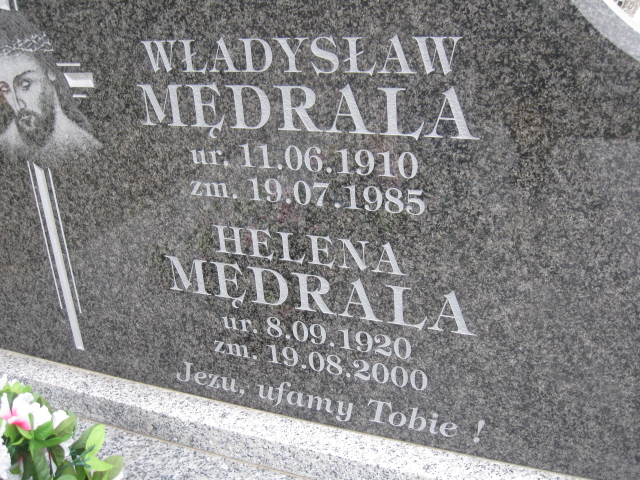 WŁADYSŁAW
MĘDRALA
ur. 11.06.1910
zm. 19.07.1985
HELENA
MĘDRALA
ur. 8.09.1920
zm. 19.08.2000
Jezu, ufamy Tobie !